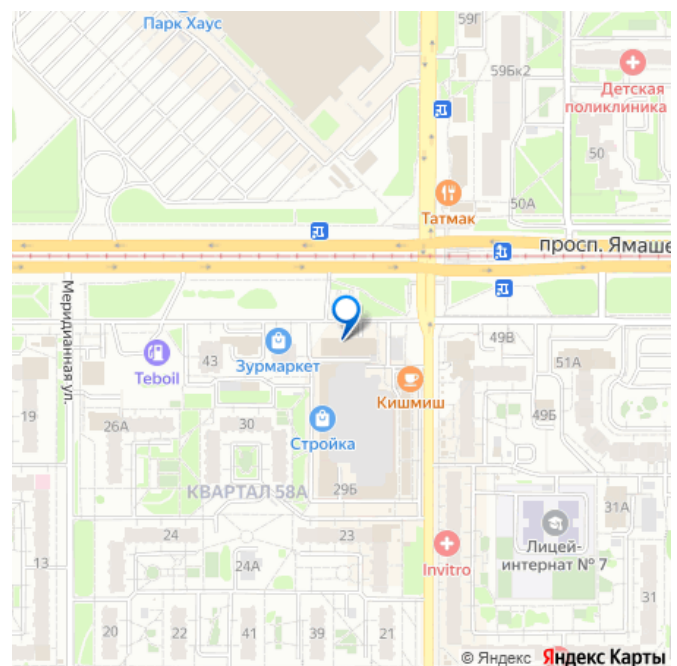 Парк Хаус
59Г
59Бк2
Детская
поликлиника
50
50А
Татмак
просп. Ямаше
Меридианная ул.
43
Teboil
Зурмаркет
49В
51А
Кишмиш
19
26А
30
Стройка
49Б
КВАРТАЛ 58А
29Б
31А
24
23
Лицей-
интернат № 7
13
24А
Invitro
31
20
22
41
39
21
© Яндекс Яндекс Карты